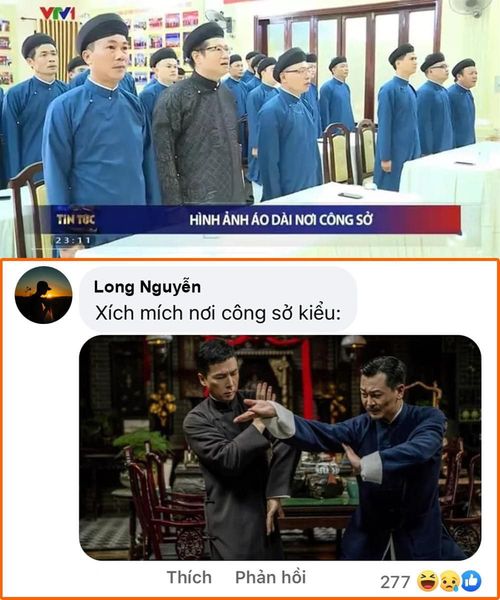 VTV1
TIN TỨC
HÌNH ẢNH ÁO DÀI NƠI CÔNG SỞ
23:11
Long Nguyễn
Xích mích nơi công sở kiểu:
Thích Phản hồi 277